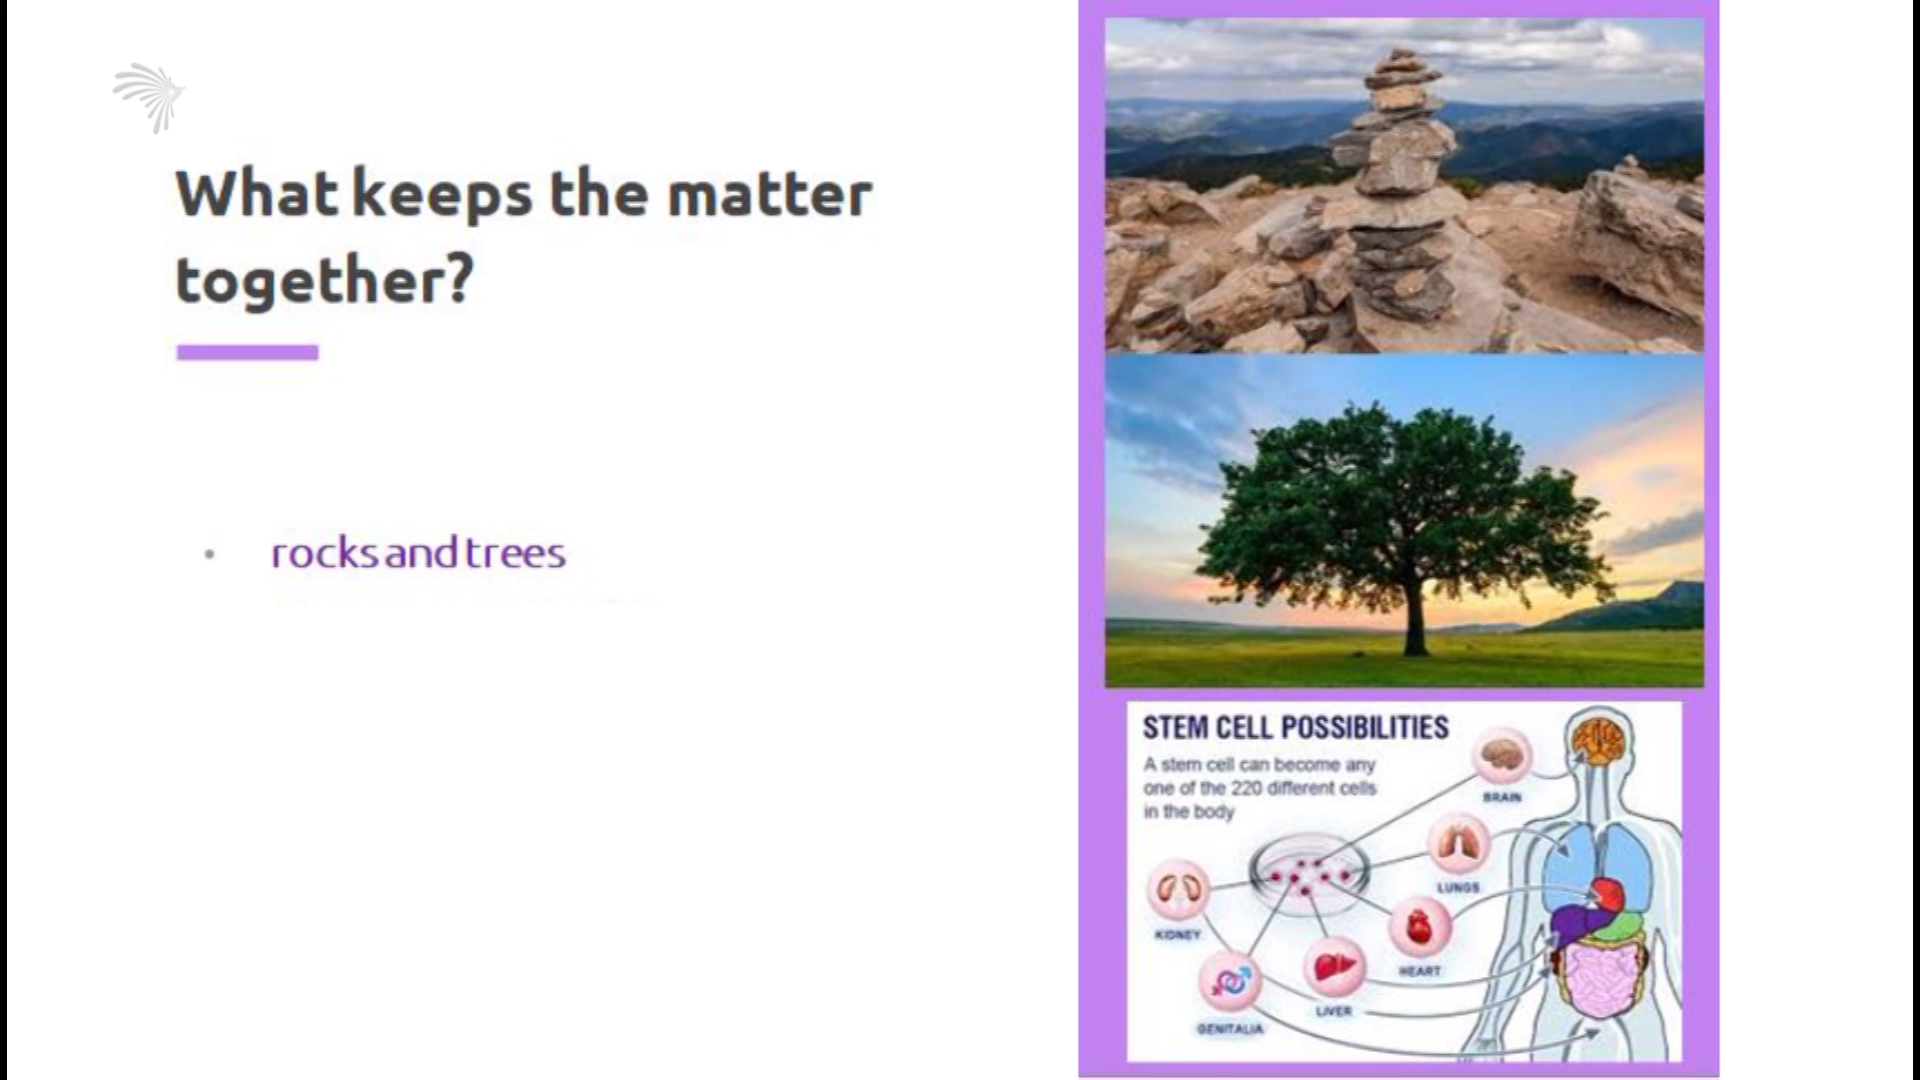 What keeps the matter
together?
• rocks and trees
STEM CELL POSSIBILITIES
A stem cell can become any
one of the 220 different cells
in the body
BRAIN
LUNGS
KIDNEY
HEART
LIVER
GENITALIA